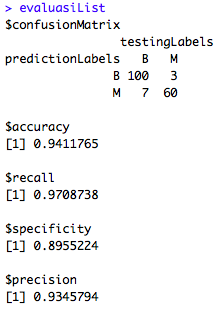 > evaluasiList
$confusionMatrix
testingLabels
predictionLabels B M
B 100 3
M 7 60
$accuracy
[1] 0.9411765
$recall
[1] 0.9708738
$specificity
[1] 0.8955224
$precision
[1] 0.9345794